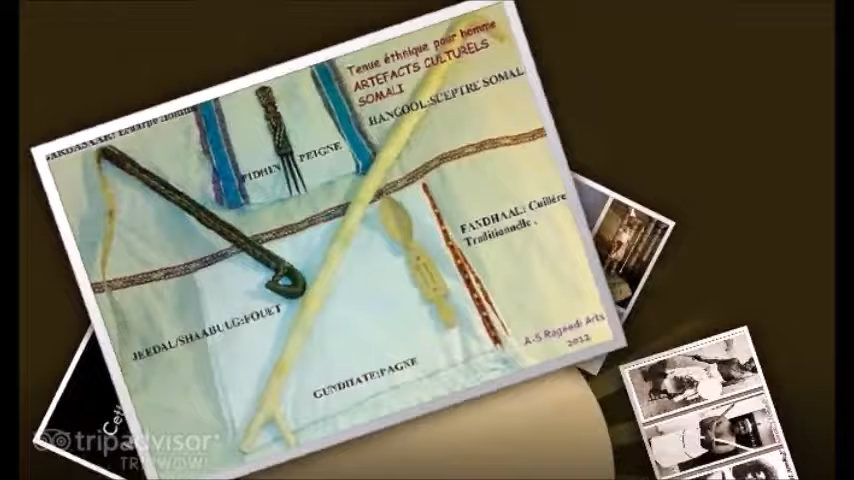 Tenue éthnique pour homme
ARTEFACTS CULTURELS
SOMALI
HANGOOL:SCEPTRE SOMAL
FIDHIN PEIGNE
FANDHAAL: Cuillère
Traditionnelle .
JEEDAL/SHAABUUG:FOUET
GUNDHATE:PAGNE
A-S Rageedi Arts
2012
tripadvisor
TRIPWOW!